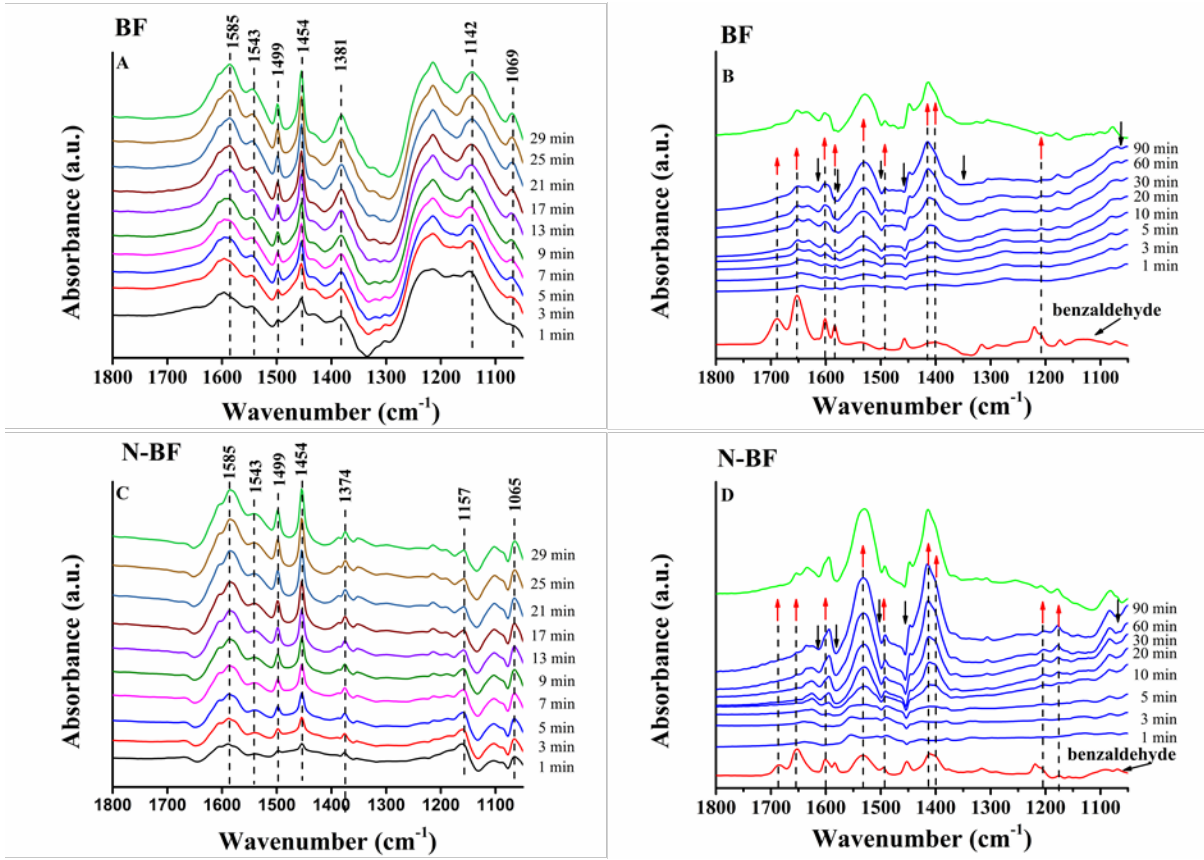 BF
A
1585
1543
1499
1454
1381
1142
1069
29 min
25 min
21 min
17 min
13 min
9 min
7 min
5 min
3 min
1 min
Absorbance (a.u.)
1800 1700 1600 1500 1400 1300 1200 1100
Wavenumber (cm-1)
BF
B
90 min
60 min
30 min
20 min
10 min
5 min
3 min
1 min
benzaldehyde
Absorbance (a.u.)
1800 1700 1600 1500 1400 1300 1200 1100
Wavenumber (cm-1)
N-BF
C
1585
1543
1499
1454
1374
1157
1065
29 min
25 min
21 min
17 min
13 min
9 min
7 min
5 min
3 min
1 min
Absorbance (a.u.)
1800 1700 1600 1500 1400 1300 1200 1100
Wavenumber (cm-1)
N-BF
D
90 min
60 min
30 min
20 min
10 min
5 min
3 min
1 min
benzaldehyde
Absorbance (a.u.)
1800 1700 1600 1500 1400 1300 1200 1100
Wavenumber (cm-1)